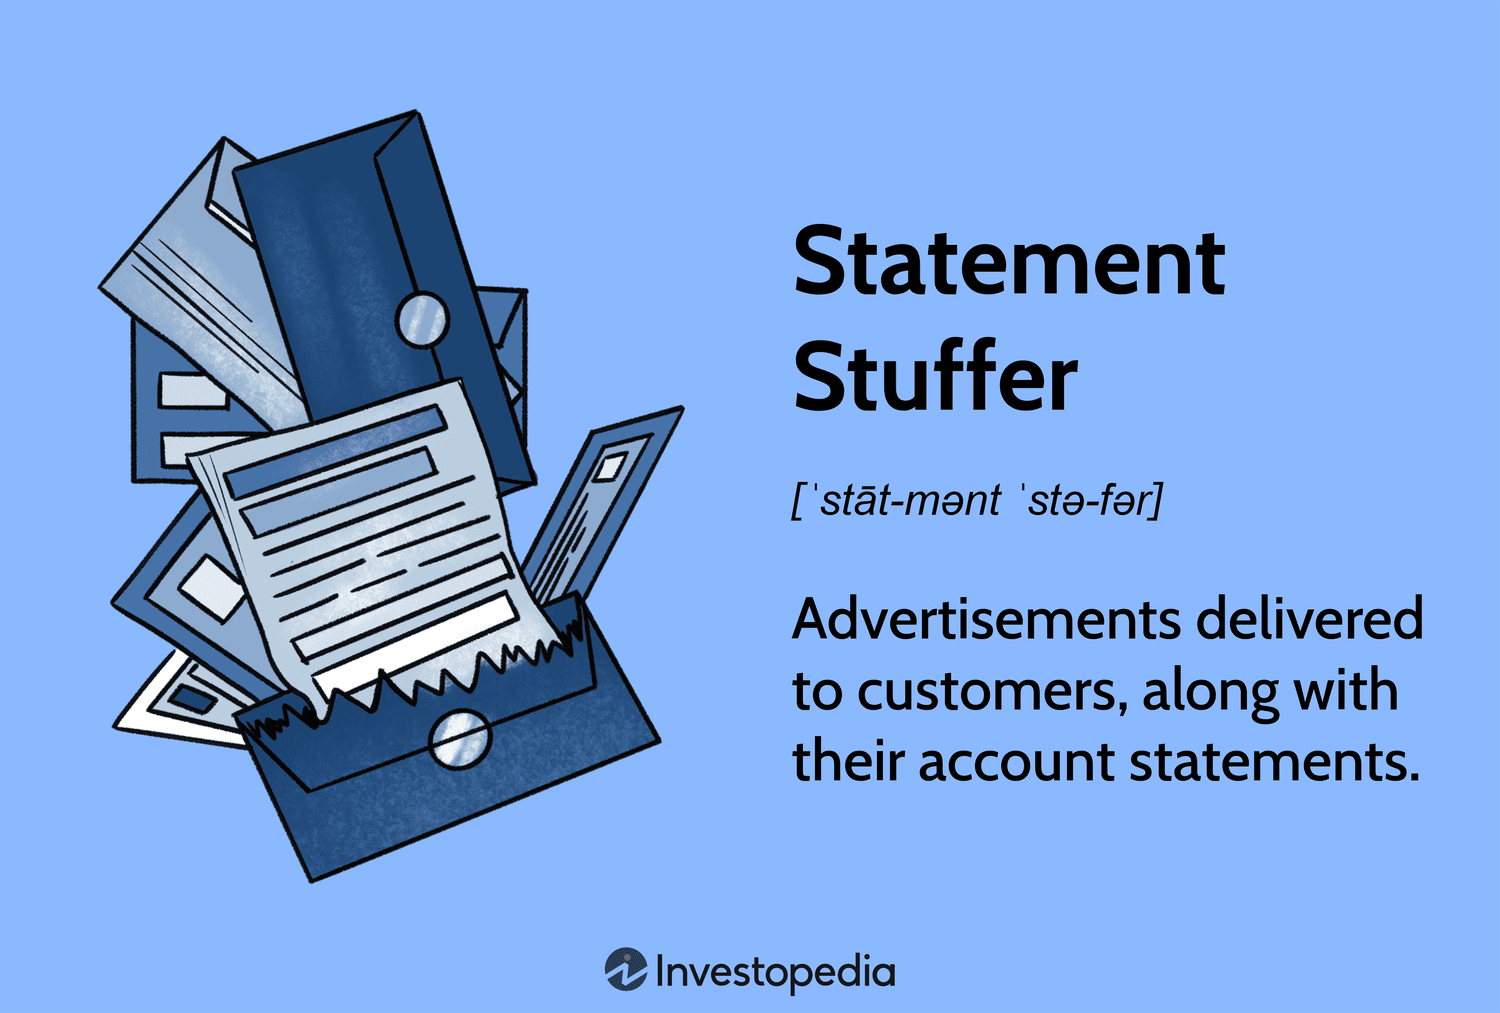 Statement
Stuffer
[ˈstāt-mənt ˈstə-fər]
Advertisements delivered
to customers, along with
their account statements.
Investopedia